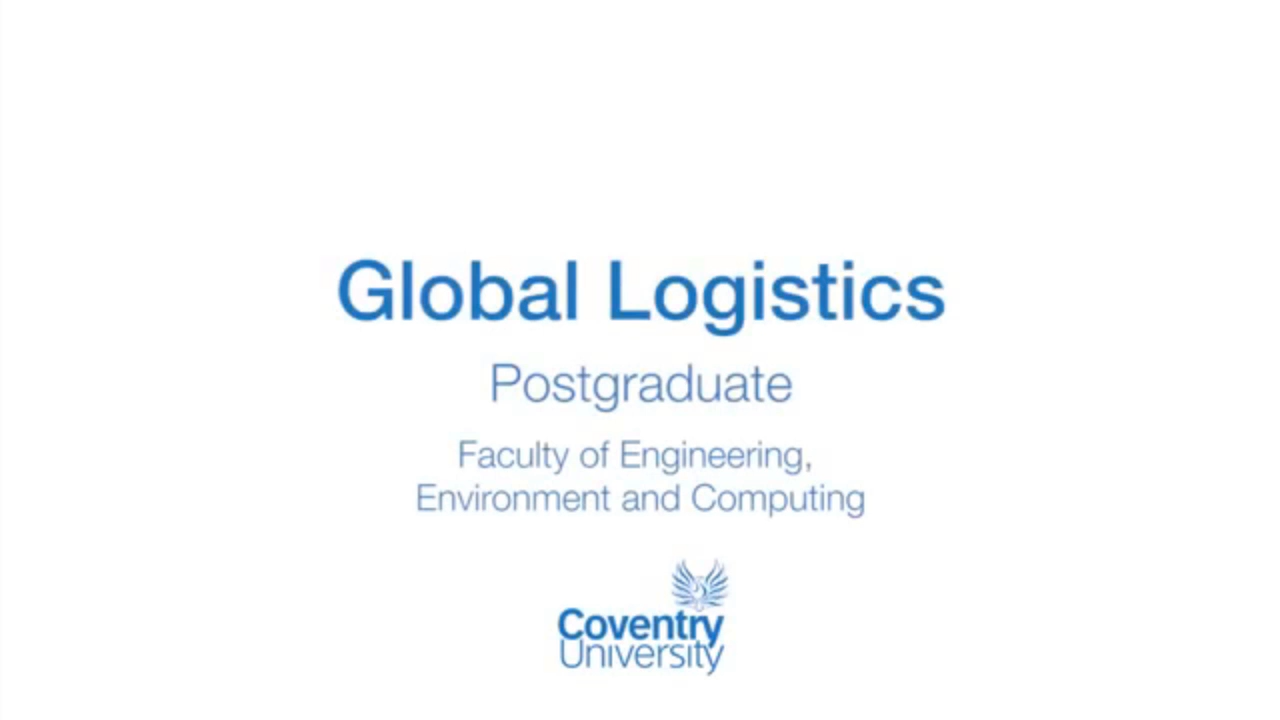 Global Logistics
Postgraduate
Faculty of Engineering,
Environment and Computing
Coventry
University